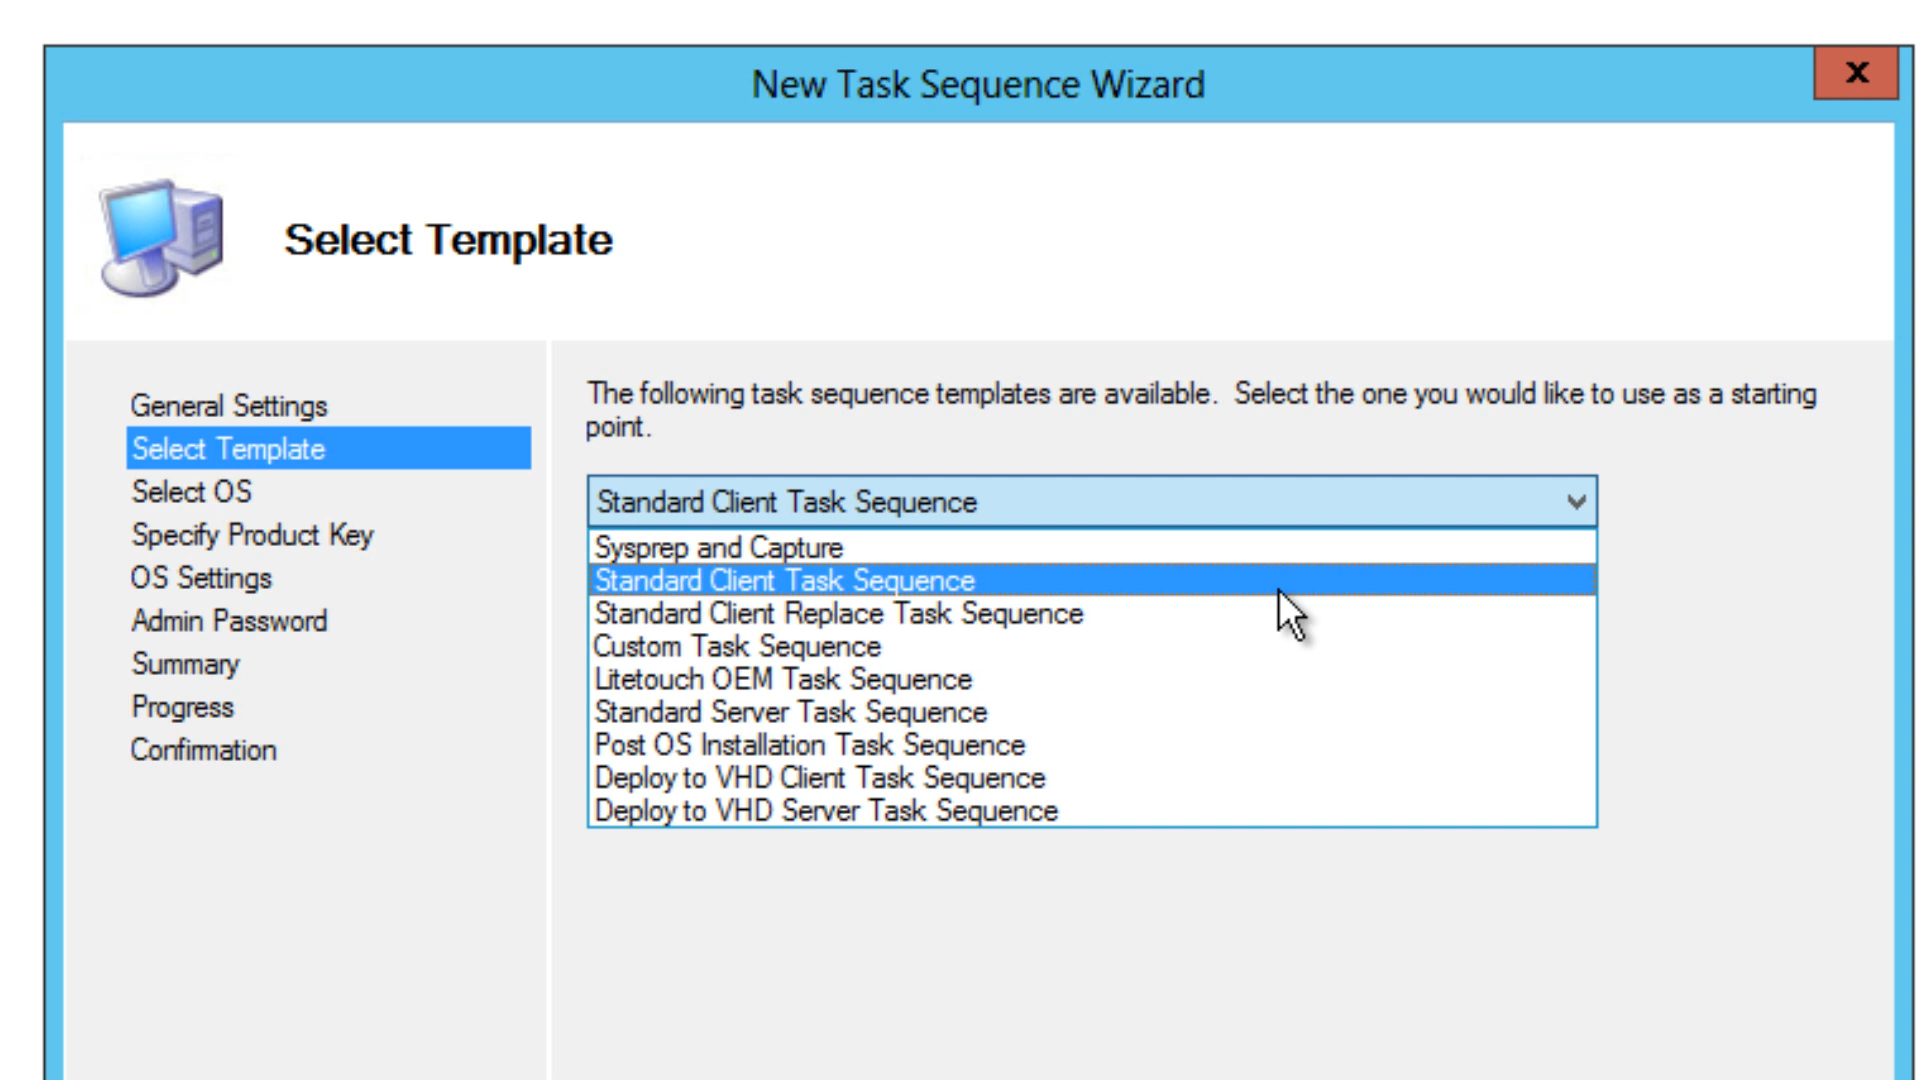 New Task Sequence Wizard
x
Select Template
General Settings
Select Template
Select OS
Specify Product Key
OS Settings
Admin Password
Summary
Progress
Confirmation
The following task sequence templates are available.  Select the one you would like to use as a starting
point.
Standard Client Task Sequence
Sysprep and Capture
Standard Client Task Sequence
Standard Client Replace Task Sequence
Custom Task Sequence
Litetouch OEM Task Sequence
Standard Server Task Sequence
Post OS Installation Task Sequence
Deploy to VHD Client Task Sequence
Deploy to VHD Server Task Sequence